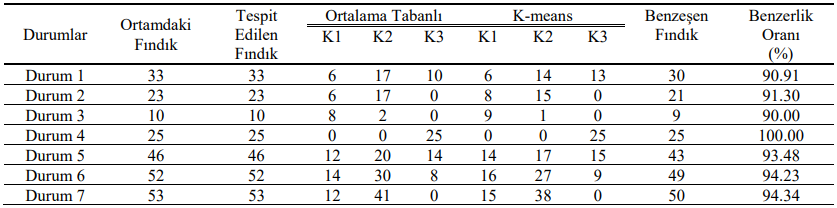 Durumlar Ortamdaki Fındık Tespit Edilen Fındık Ortalama Tabanlı K-means Benzeşen Fındık Benzerlik Oranı (%)
K1 K2 K3 K1 K2 K3
Durum 1 33 33 6 17 10 6 14 13 30 90.91
Durum 2 23 23 6 17 0 8 15 0 21 91.30
Durum 3 10 10 8 2 0 9 1 0 9 90.00
Durum 4 25 25 0 0 25 0 0 25 25 100.00
Durum 5 46 46 12 20 14 14 17 15 43 93.48
Durum 6 52 52 14 30 8 16 27 9 49 94.23
Durum 7 53 53 12 41 0 15 38 0 50 94.34